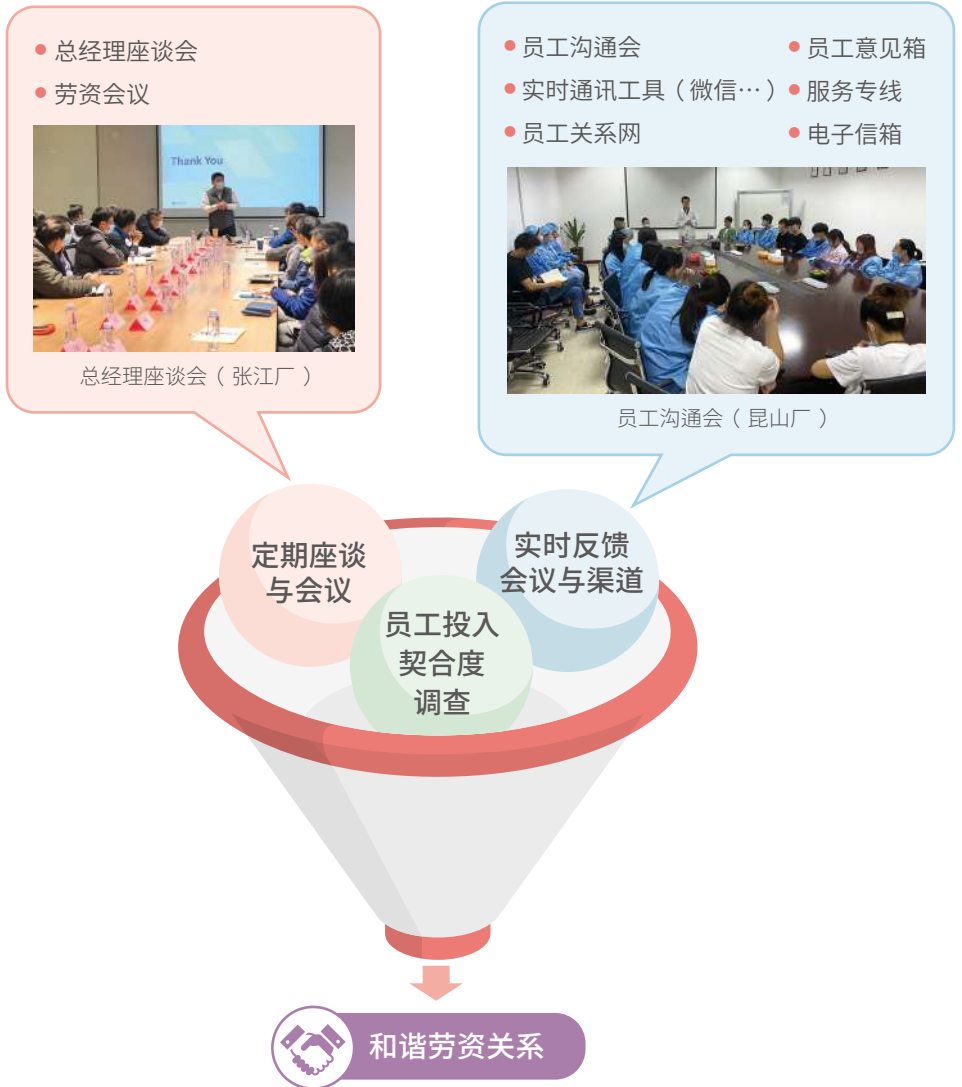 总经理座谈会
劳资会议
Thank You
总经理座谈会（张江厂）
员工沟通会
员工意见箱
实时通讯工具（微信…）
服务专线
员工关系网
电子信箱
员工沟通会（昆山厂）
定期座谈
与会议
实时反馈
会议与渠道
员工投入
契合度
调查
和谐劳资关系